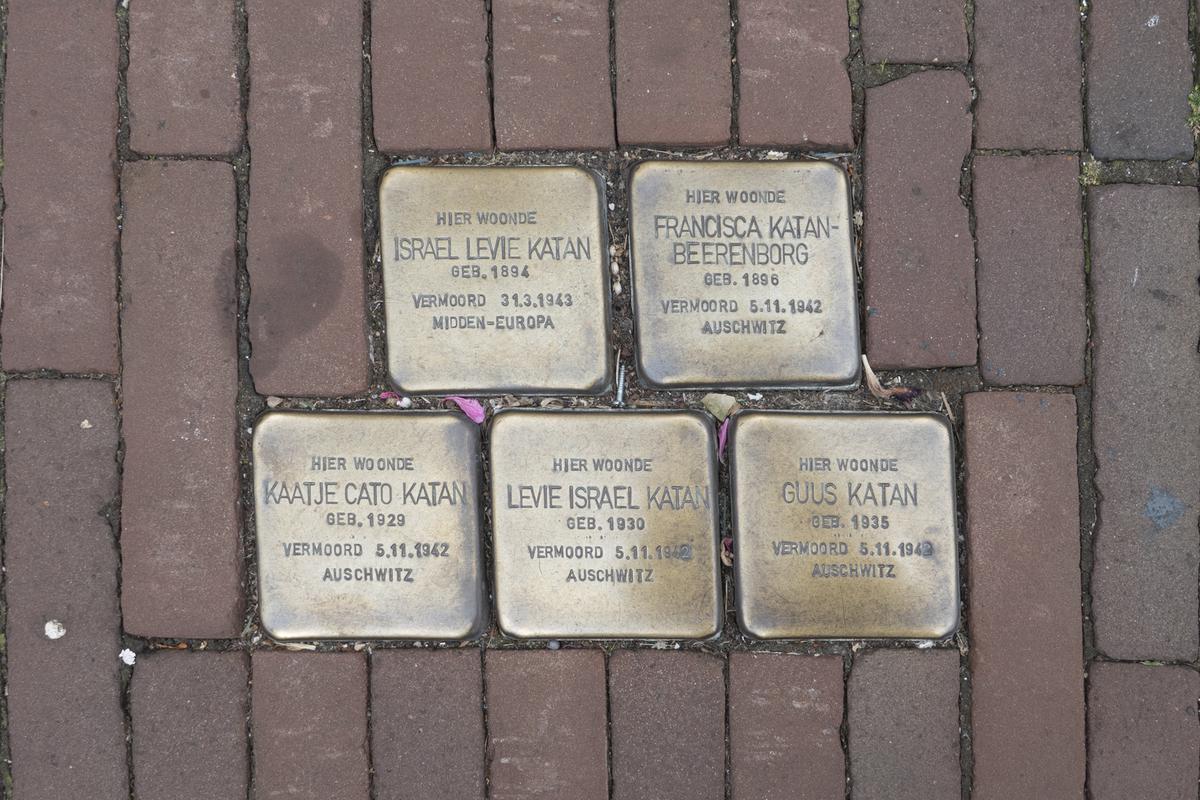 HIER WOONDE
ISRAEL LEVIE KATAN
GEB. 1894
VERMOORD 31.3.1943
MIDDEN-EUROPA
HIER WOONDE
FRANCISCA KATAN-
BEERENBORG
GEB. 1896
VERMOORD 5.11.1942
AUSCHWITZ
HIER WOONDE
KAATJE CATO KATAN
GEB. 1929
VERMOORD 5.11.1942
AUSCHWITZ
HIER WOONDE
LEVIE ISRAEL KATAN
GEB. 1930
VERMOORD 5.11.1942
AUSCHWITZ
HIER WOONDE
GUUS KATAN
GEB. 1935
VERMOORD 5.11.1942
AUSCHWITZ